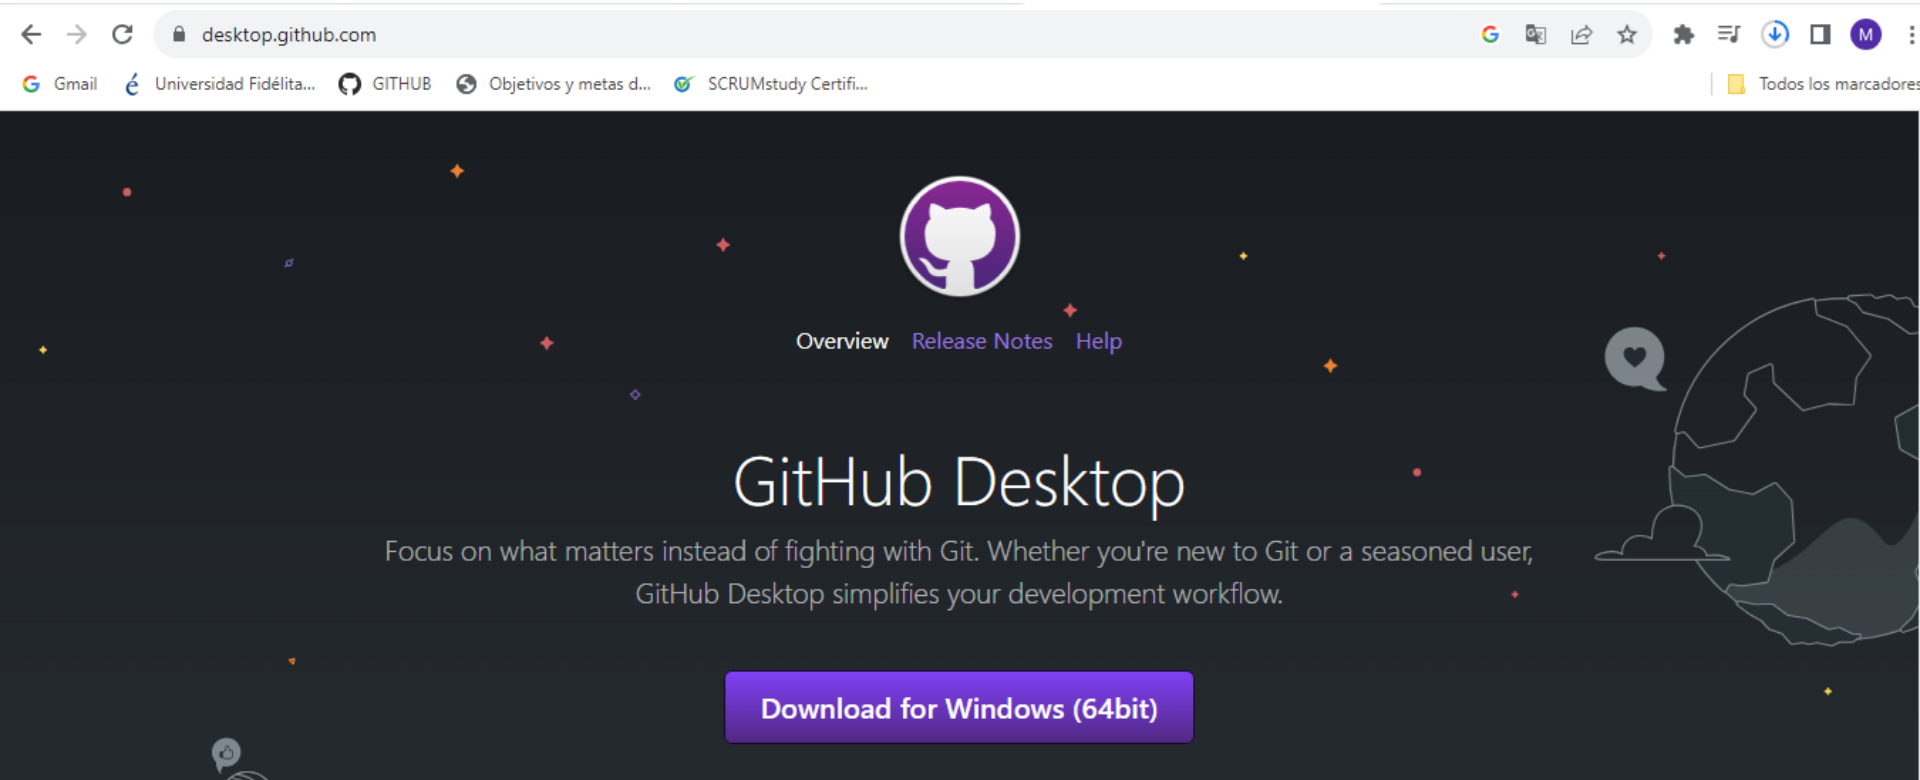 desktop.github.com
M
Gmail
Universidad Fidélita...
GITHUB
Objetivos y metas d...
SCRUMstudy Certifi...
Todos los marcadores
Overview
Release Notes
Help
GitHub Desktop
Focus on what matters instead of fighting with Git. Whether you're new to Git or a seasoned user,
GitHub Desktop simplifies your development workflow.
Download for Windows (64bit)